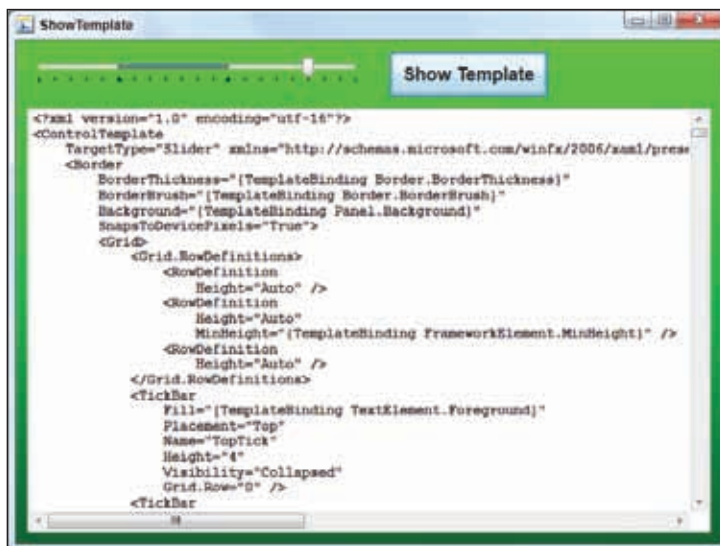 ShowTemplate
Show Template
<?xml version="1.0" encoding="utf-16"?>
<ControlTemplate
TargetType="Slider" xmlns="http://schemas.microsoft.com/winfx/2006/xaml/prese
<Border
BorderThickness="{TemplateBinding Border.BorderThickness}"
BorderBrush="{TemplateBinding Border.BorderBrush}"
Background="{TemplateBinding Panel.Background}"
SnapsToDevicePixels="True">
<Grid>
<Grid.RowDefinitions>
<RowDefinition
Height="Auto" />
<RowDefinition
Height="Auto"
MinHeight="{TemplateBinding FrameworkElement.MinHeight}" />
<RowDefinition
Height="Auto" />
</Grid.RowDefinitions>
<TickBar
Fill="{TemplateBinding TextElement.Foreground}"
Placement="Top"
Name="TopTick"
Height="4"
Visibility="Collapsed"
Grid.Row="0" />
<TickBar